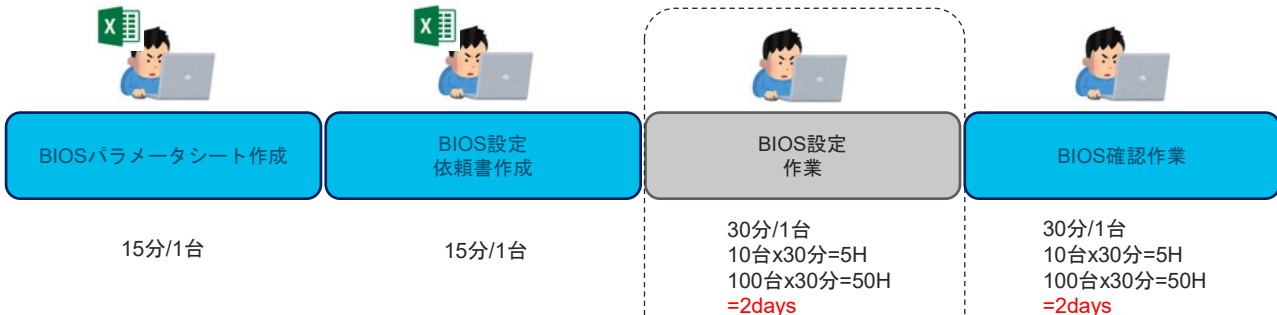 X
X
BIOSパラメータシート作成
BIOS設定
依頼書作成
BIOS設定
作業
BIOS確認作業
15分/1台
15分/1台
30分/1台
10台x30分=5H
100台x30分=50H
=2days
30分/1台
10台x30分=5H
100台x30分=50H
=2days